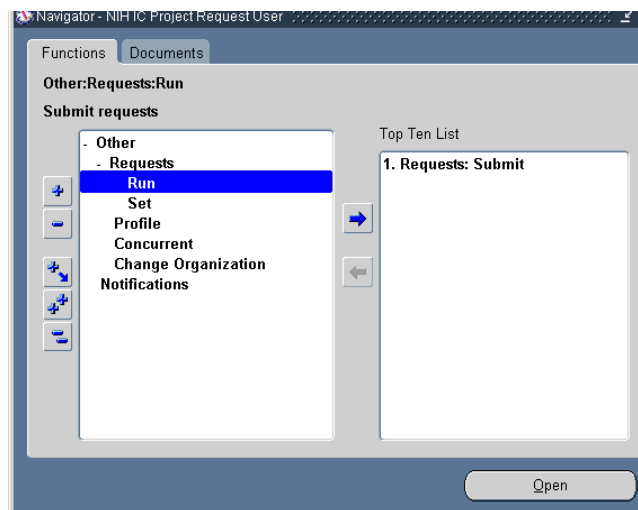 Navigator - NIH IC Project Request User
Functions
Documents
Other:Requests:Run
Submit requests
- Other
- Requests
Run
Set
Profile
Concurrent
Change Organization
Notifications
Top Ten List
1. Requests: Submit
Open